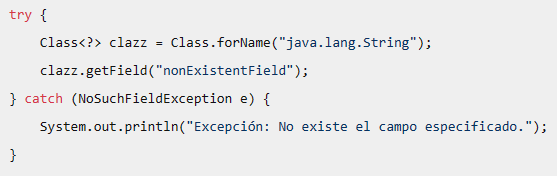 try {
    Class<?> clazz = Class.forName("java.lang.String");
    clazz.getField("nonExistentField");
} catch (NoSuchFieldException e) {
    System.out.println("Excepción: No existe el campo especificado.");
}